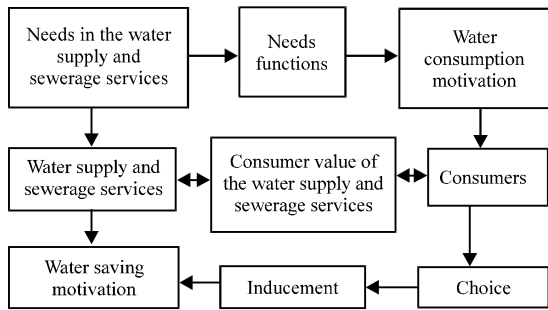 Needs in the water
supply and
sewerage services
Needs
functions
Water
consumption
motivation
Water supply and
sewerage services
Consumer value of
the water supply and
sewerage services
Consumers
Water saving
motivation
Inducement
Choice